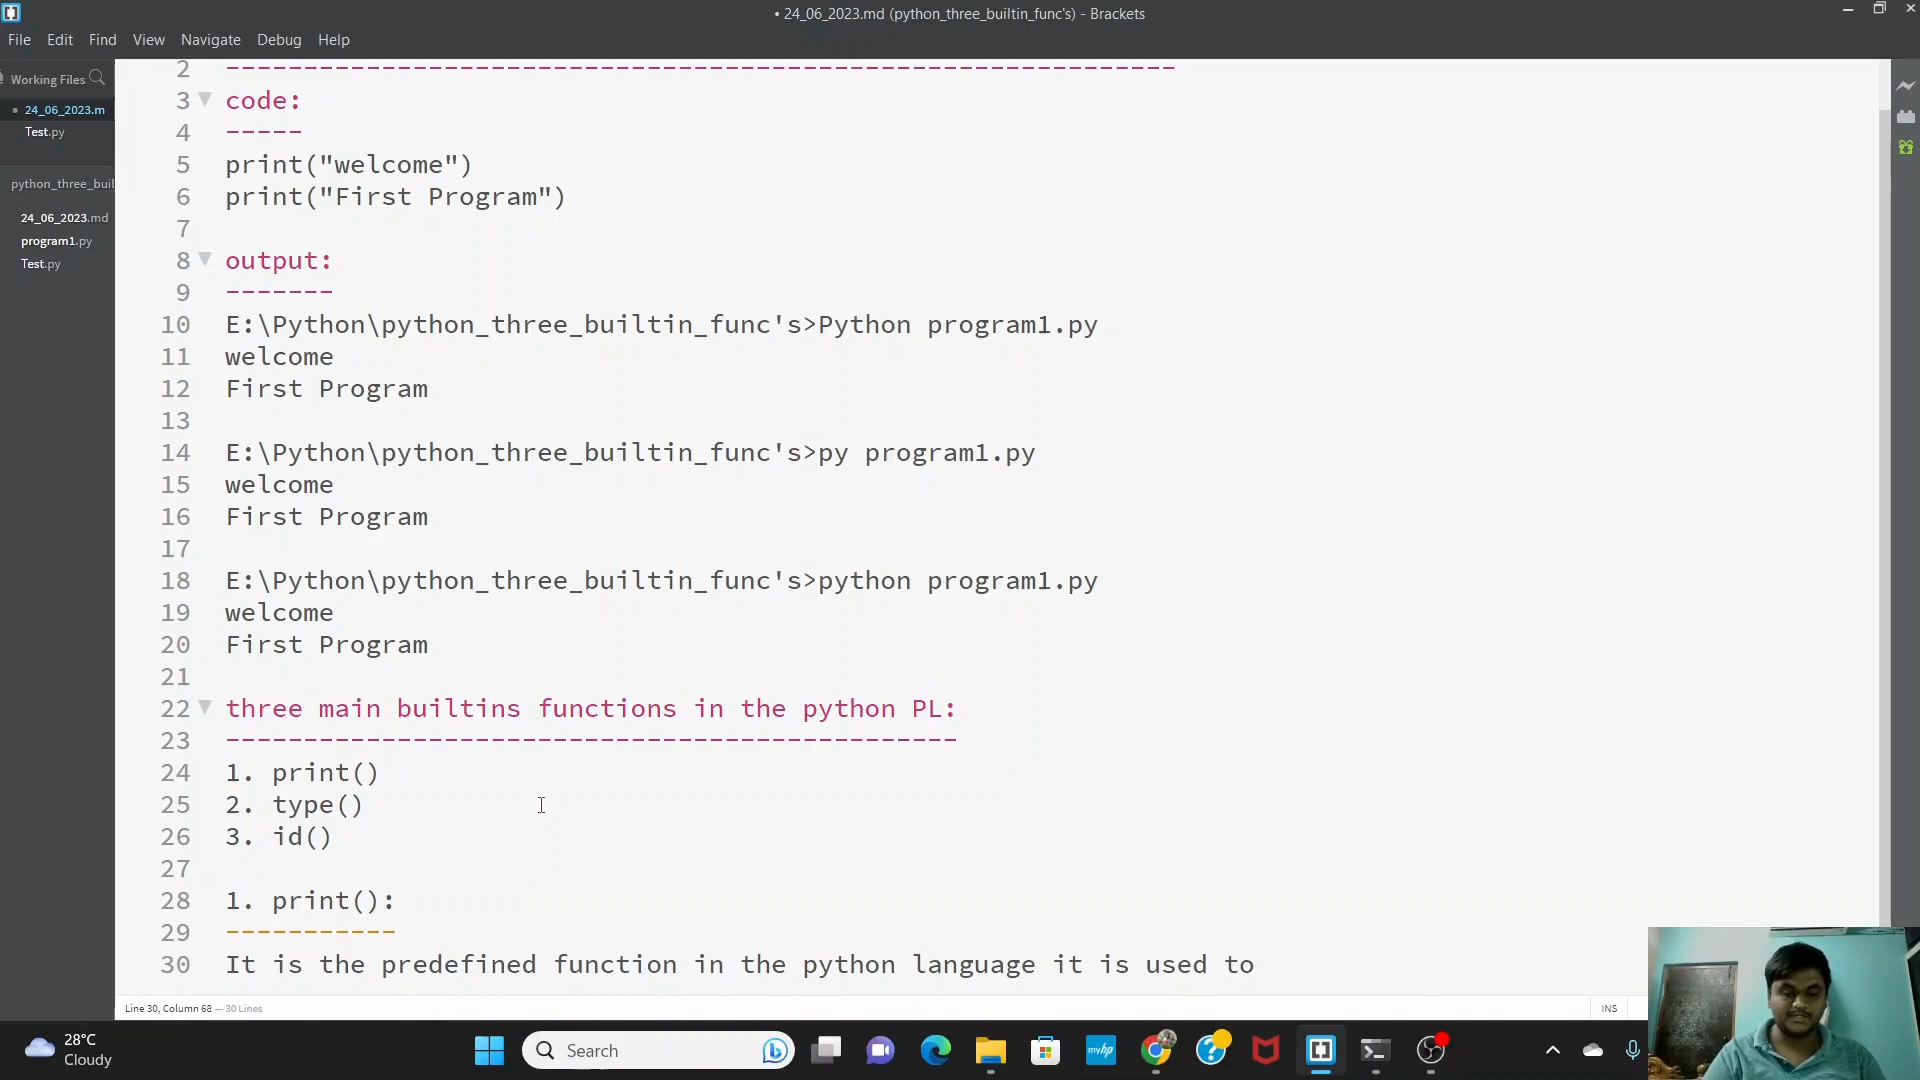 • 24_06_2023.md (python_three_builtin_func's) - Brackets
File Edit Find View Navigate Debug Help
Working Files
• 24_06_2023.m
Test.py
python_three_buil
24_06_2023.md
program1.py
Test.py
2 -------------------------------------------------------------
3 code:
4 -----
5 print("welcome")
6 print("First Program")
7
8 output:
9 -------
10 E:\Python\python_three_builtin_func's>Python program1.py
11 welcome
12 First Program
13
14 E:\Python\python_three_builtin_func's>py program1.py
15 welcome
16 First Program
17
18 E:\Python\python_three_builtin_func's>python program1.py
19 welcome
20 First Program
21
22 three main builtins functions in the python PL:
23 -----------------------------------------------
24 1. print()
25 2. type()
26 3. id()
27
28 1. print():
29 -----------
30 It is the predefined function in the python language it is used to
Line 30, Column 68 — 30 Lines
INS
28°C
Cloudy
Search
myhp